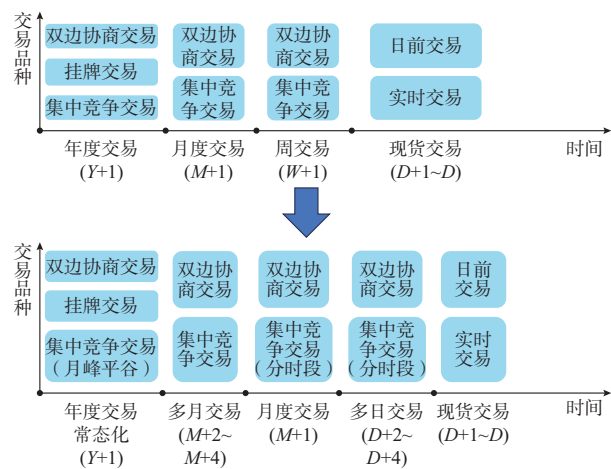 交易品种
双边协商交易
挂牌交易
集中竞争交易
双边协
商交易
集中竞
争交易
双边协
商交易
集中竞
争交易
日前交易
实时交易
年度交易
(Y+1)
月度交易
(M+1)
周交易
(W+1)
现货交易
(D+1~D)
时间
交易品种
双边协商交易
挂牌交易
集中竞争交易
（月峰平谷）
双边协
商交易
集中竞
争交易
双边协
商交易
集中竞
争交易
（分时段）
双边协
商交易
集中竞
争交易
（分时段）
日前
交易
实时
交易
年度交易
常态化
(Y+1)
多月交易
(M+2~
M+4)
月度交易
(M+1)
多日交易
(D+2~
D+4)
现货交易
(D+1~D)
时间